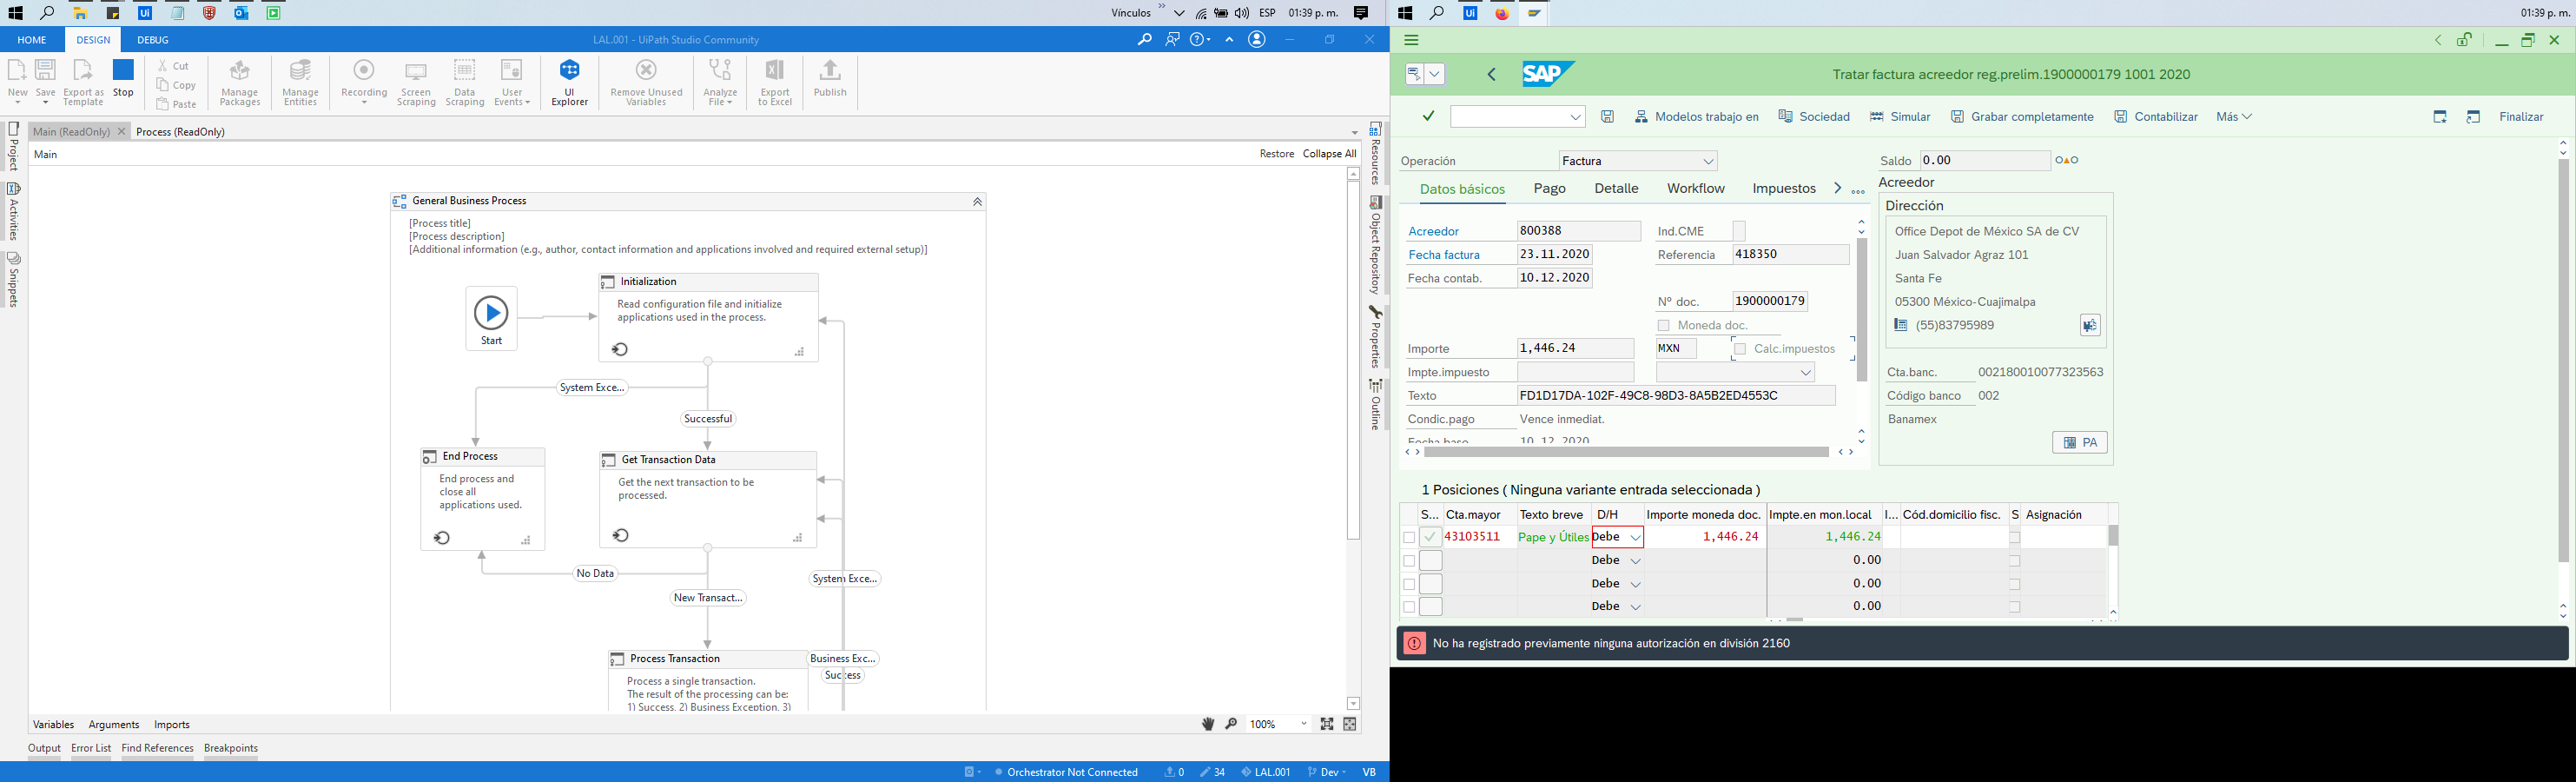 Vínculos
ESP
01:39 p. m.
HOME
DESIGN
DEBUG
LAL.001 - UiPath Studio Community
New
Save
Export as Template
Stop
Cut
Copy
Paste
Manage Packages
Manage Entities
Recording
Screen Scraping
Data Scraping
User Events
UI Explorer
Remove Unused Variables
Analyze File
Export to Excel
Publish
Main (ReadOnly)
Process (ReadOnly)
Main
Restore
Collapse All
Project
Activities
Snippets
General Business Process
[Process title]
[Process description]
[Additional information (e.g., author, contact information and applications involved and required external setup)]
Start
Initialization
Read configuration file and initialize
applications used in the process.
System Exce...
Successful
End Process
End process and
close all
applications used.
Get Transaction Data
Get the next transaction to be
processed.
No Data
System Exce...
New Transact...
Process Transaction
Business Exc...
Success
Process a single transaction.
The result of the processing can be:
1) Success, 2) Business Exception, 3)
Resources
Object Repository
Properties
Outline
Variables
Arguments
Imports
100%
Output
Error List
Find References
Breakpoints
Orchestrator Not Connected
0
34
LAL.001
Dev
VB
Ui
01:39 p. m.
SAP
Tratar factura acreedor reg.prelim.1900000179 1001 2020
Modelos trabajo en
Sociedad
Simular
Grabar completamente
Contabilizar
Más
Finalizar
Operación
Factura
Saldo
0.00
Datos básicos
Pago
Detalle
Workflow
Impuestos
Acreedor
800388
Ind.CME
Fecha factura
23.11.2020
Referencia
418350
Fecha contab.
10.12.2020
Nº doc.
1900000179
Moneda doc.
Importe
1,446.24
MXN
Calc.impuestos
Impte.impuesto
Texto
FD1D17DA-102F-49C8-98D3-8A5B2ED4553C
Condic.pago
Vence inmediat.
Fecha base
10.12.2020
Acreedor
Dirección
Office Depot de México SA de CV
Juan Salvador Agraz 101
Santa Fe
05300 México-Cuajimalpa
(55)83795989
Cta.banc.
002180010077323563
Código banco
002
Banamex
PA
1 Posiciones ( Ninguna variante entrada seleccionada )
S... Cta.mayor Texto breve D/H Importe moneda doc. Impte.en mon.local I... Cód.domicilio fisc. S Asignación
43103511 Pape y Útiles Debe 1,446.24 1,446.24
Debe 0.00
Debe 0.00
Debe 0.00
No ha registrado previamente ninguna autorización en división 2160